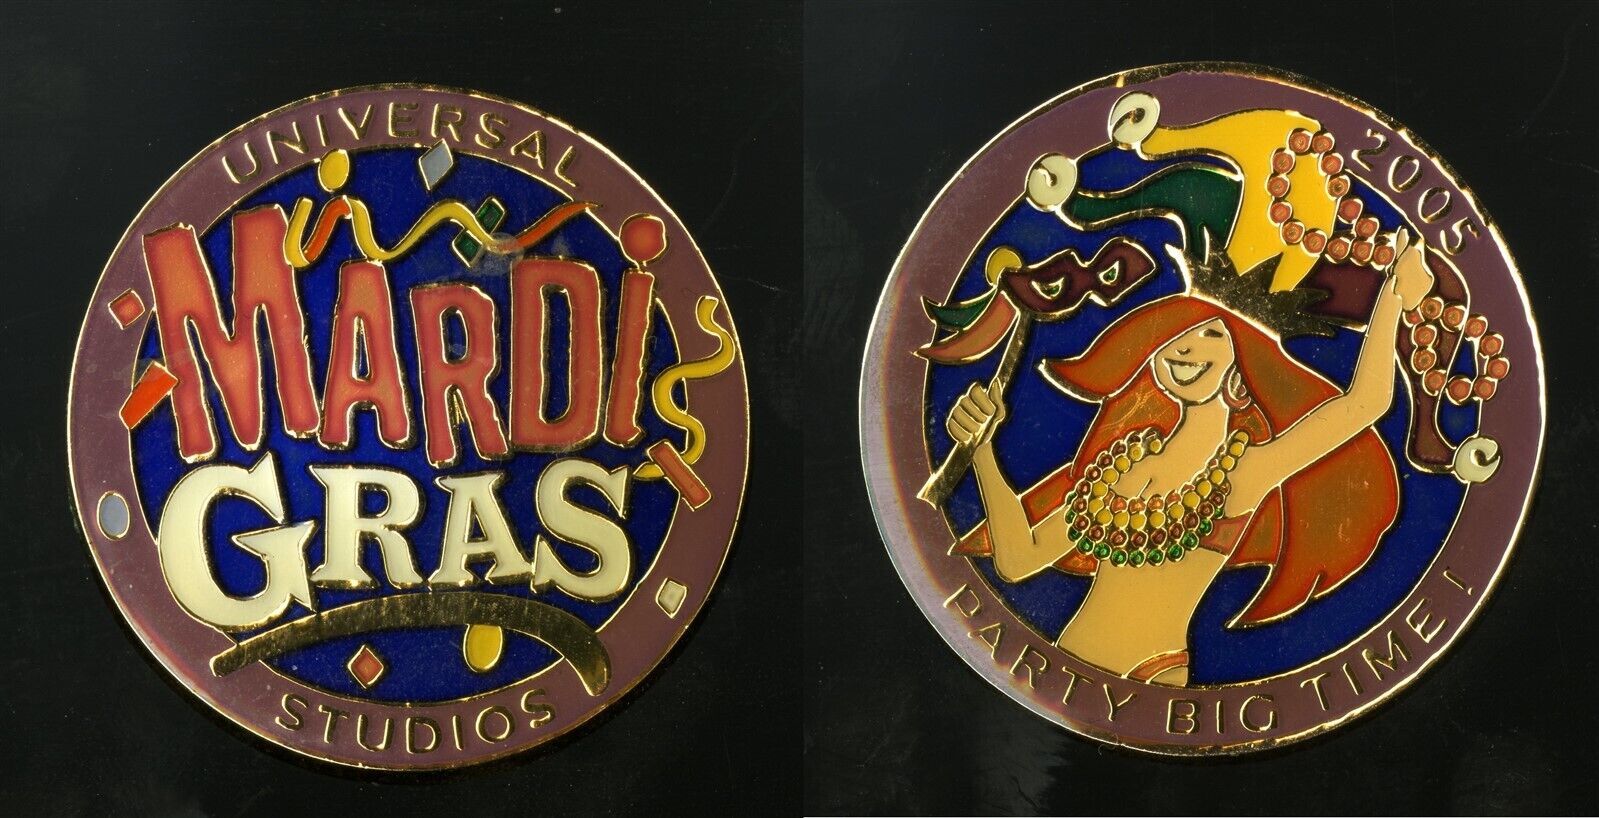 UNIVERSAL
MARDI
GRAS
STUDIOS
2005
PARTY BIG TIME!